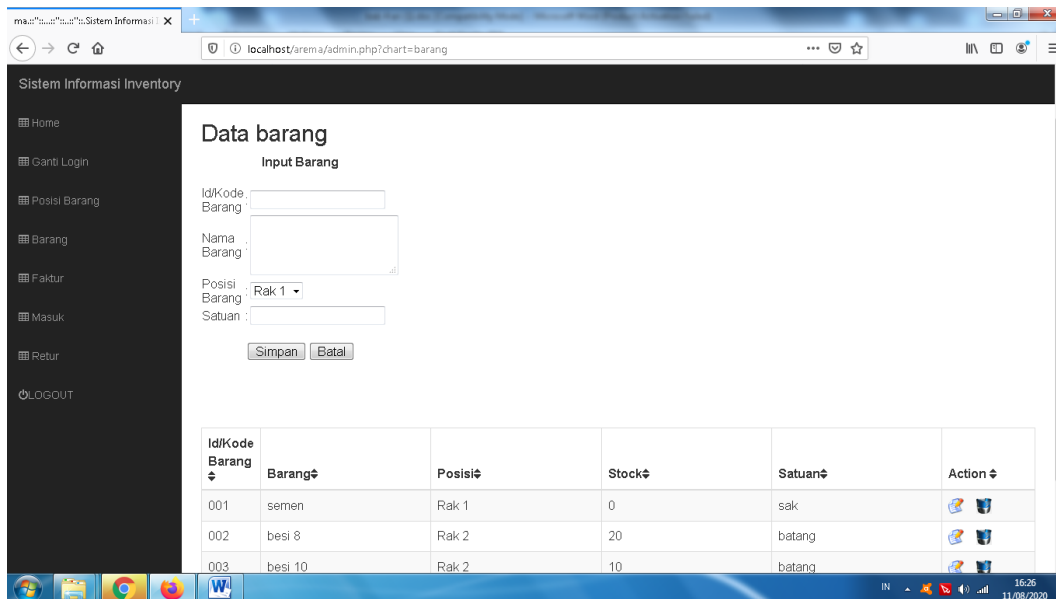 ma.::"::...::"::..::"::.Sistem Informasi I
localhost/arema/admin.php?chart=barang
Sistem Informasi Inventory
Home
Ganti Login
Posisi Barang
Barang
Faktur
Masuk
Retur
LOGOUT
Data barang
Input Barang
Id/Kode Barang :
Nama Barang :
Posisi Barang : Rak 1
Satuan :
Simpan Batal
Id/Kode Barang Barang Posisi Stock Satuan Action
001 semen Rak 1 0 sak
002 besi 8 Rak 2 20 batang
003 besi 10 Rak 2 10 batang
IN 16:26
11/08/2020